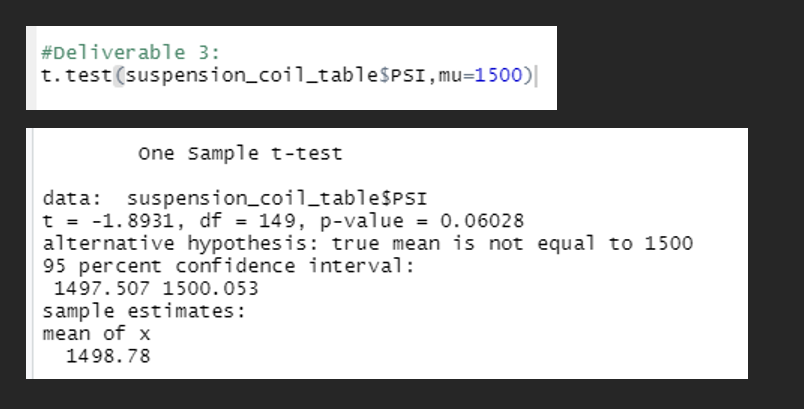 #Deliverable 3:
t.test(suspension_coil_table$PSI,mu=1500)
One Sample t-test
data:  suspension_coil_table$PSI
t = -1.8931, df = 149, p-value = 0.06028
alternative hypothesis: true mean is not equal to 1500
95 percent confidence interval:
1497.507 1500.053
sample estimates:
mean of x
1498.78